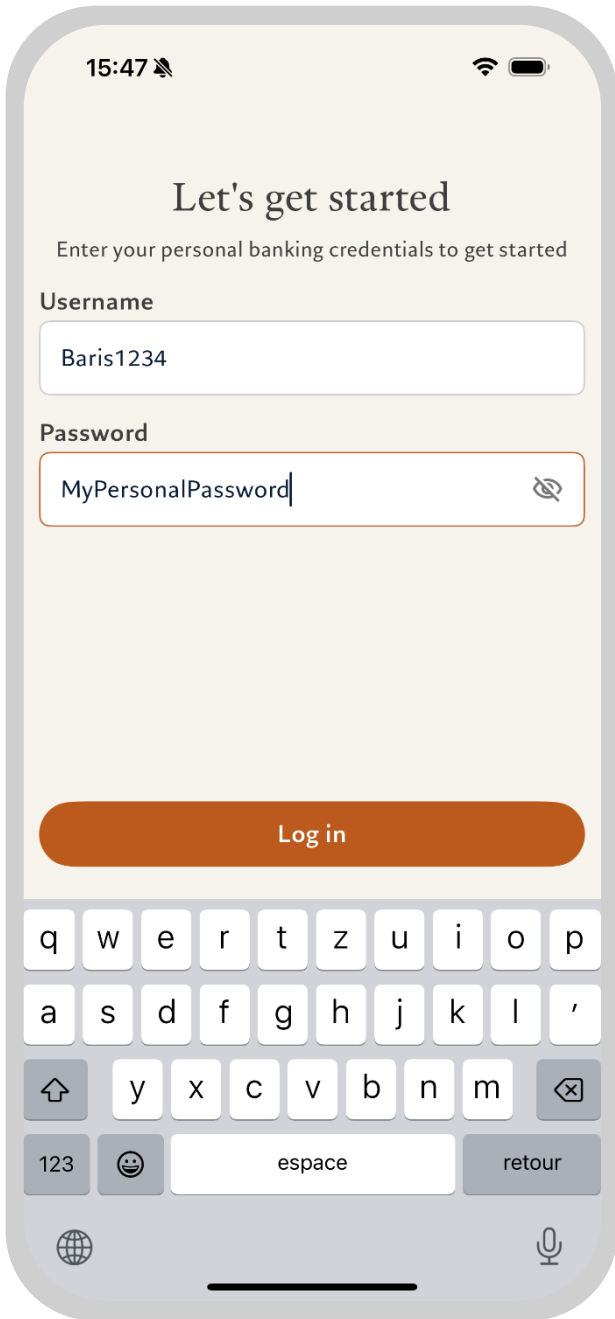 15:47
Let's get started
Enter your personal banking credentials to get started
Username
Baris1234
Password
MyPersonalPassword
Log in
q w e r t z u i o p
a s d f g h j k l ′
y x c v b n m
123 espace retour